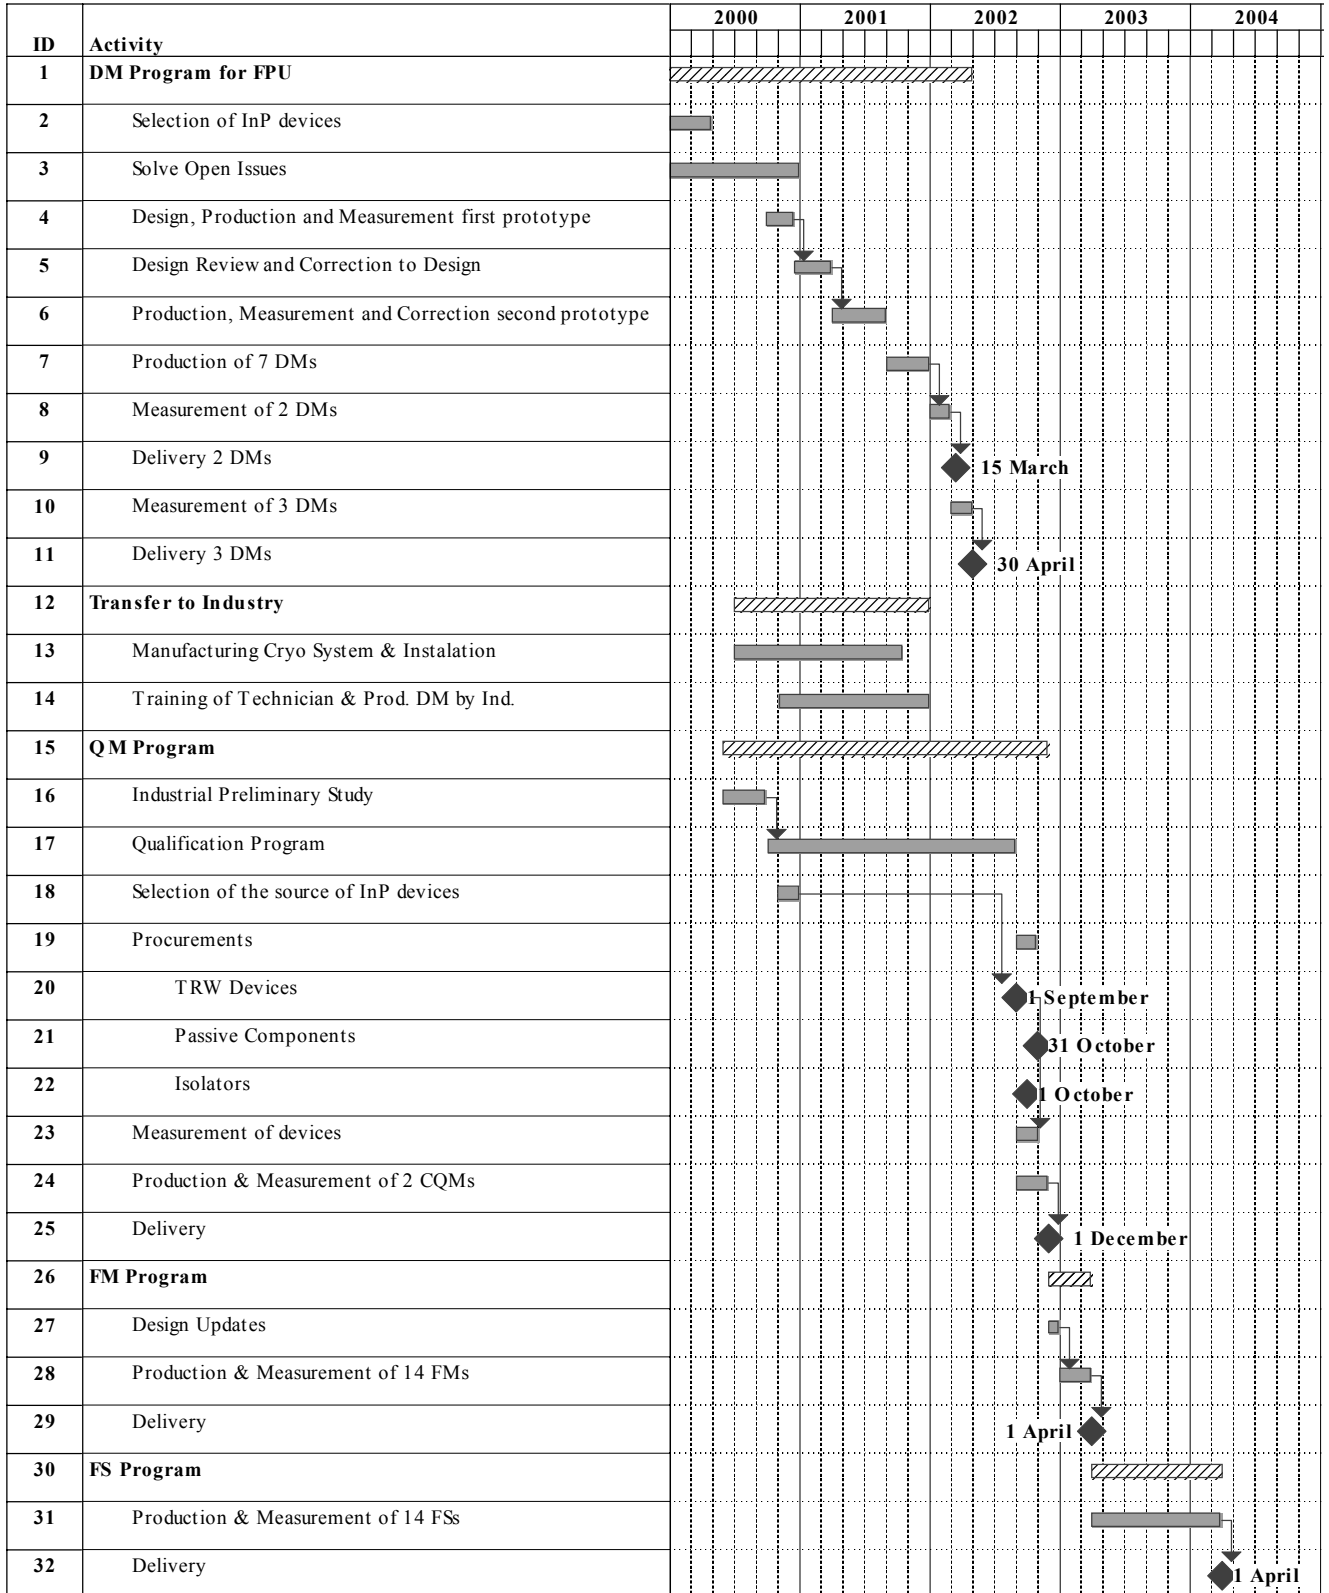 2000 2001 2002 2003 2004
ID Activity
1 DM Program for FPU
2 Selection of InP devices
3 Solve Open Issues
4 Design, Production and Measurement first prototype
5 Design Review and Correction to Design
6 Production, Measurement and Correction second prototype
7 Production of 7 DMs
8 Measurement of 2 DMs
9 Delivery 2 DMs 15 March
10 Measurement of 3 DMs
11 Delivery 3 DMs 30 April
12 Transfer to Industry
13 Manufacturing Cryo System & Instalation
14 Training of Technician & Prod. DM by Ind.
15 QM Program
16 Industrial Preliminary Study
17 Qualification Program
18 Selection of the source of InP devices
19 Procurements
20 TRW Devices 1 September
21 Passive Components 31 October
22 Isolators 1 October
23 Measurement of devices
24 Production & Measurement of 2 CQMs
25 Delivery 1 December
26 FM Program
27 Design Updates
28 Production & Measurement of 14 FMs
29 Delivery 1 April
30 FS Program
31 Production & Measurement of 14 FSs
32 Delivery 1 April